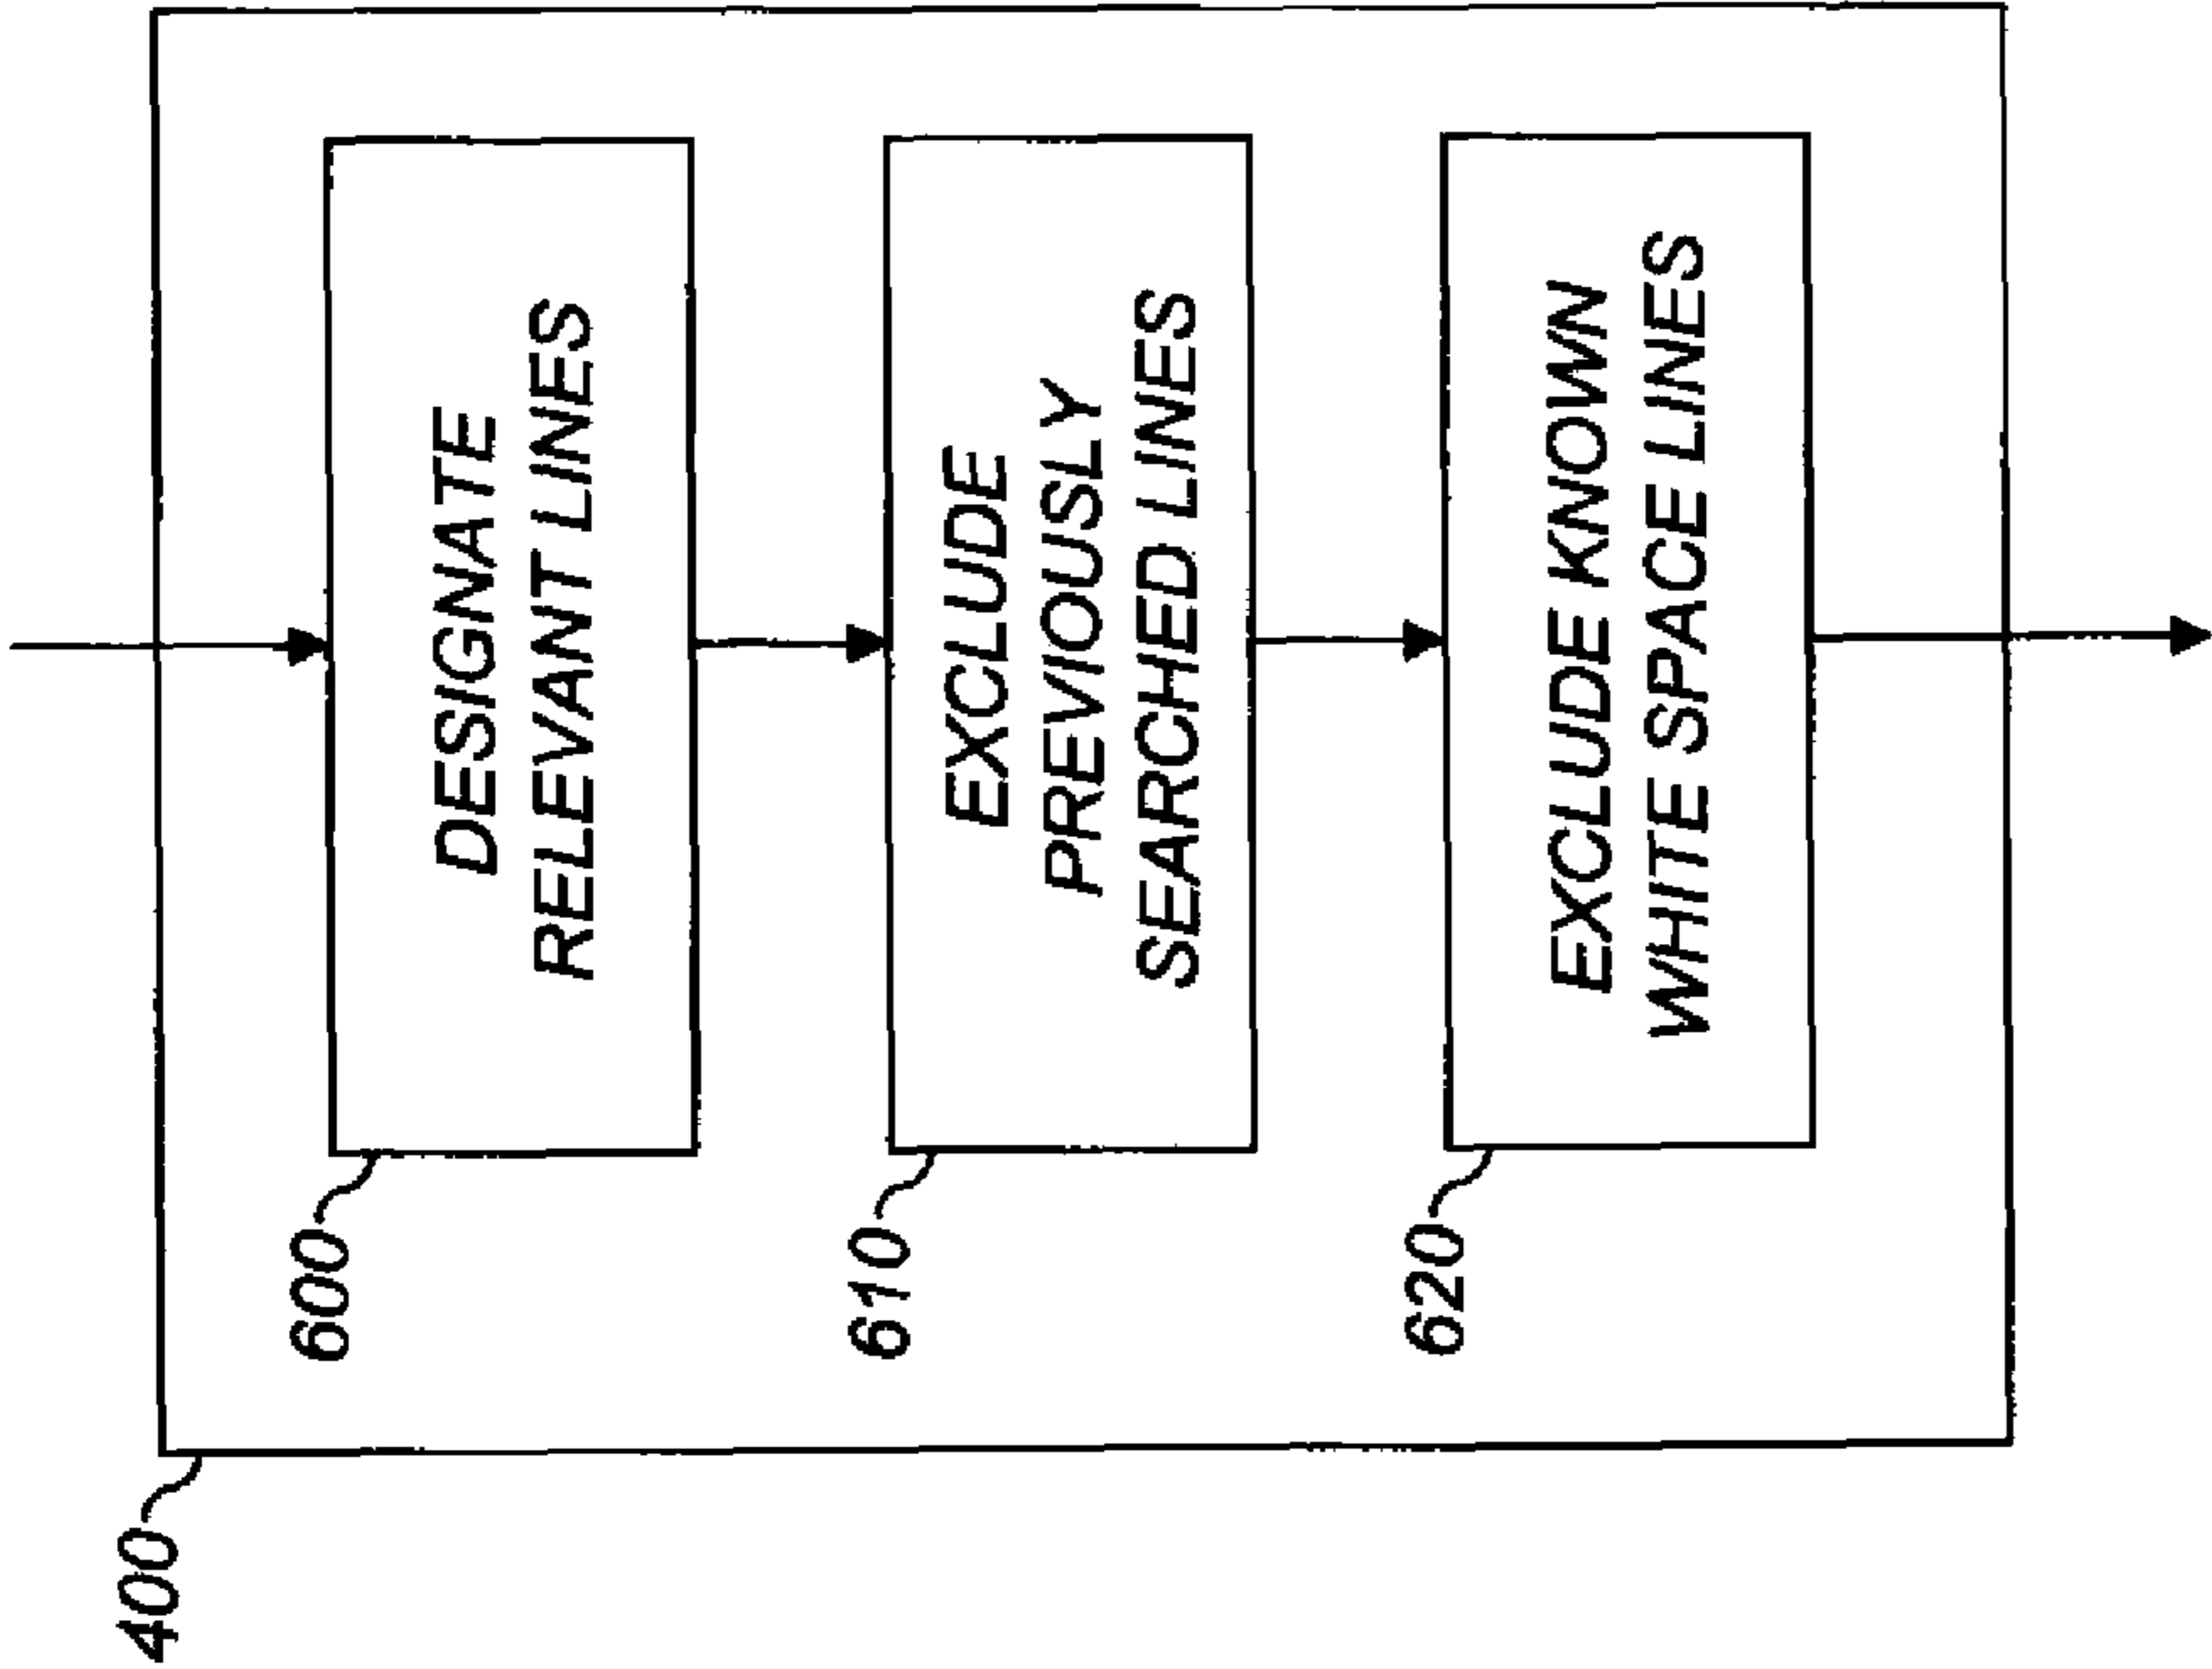 400
600
DESIGNATE
RELEVANT LINES
610
EXCLUDE
PREVIOUSLY
SEARCHED LINES
620
EXCLUDE KNOWN
WHITE SPACE LINES